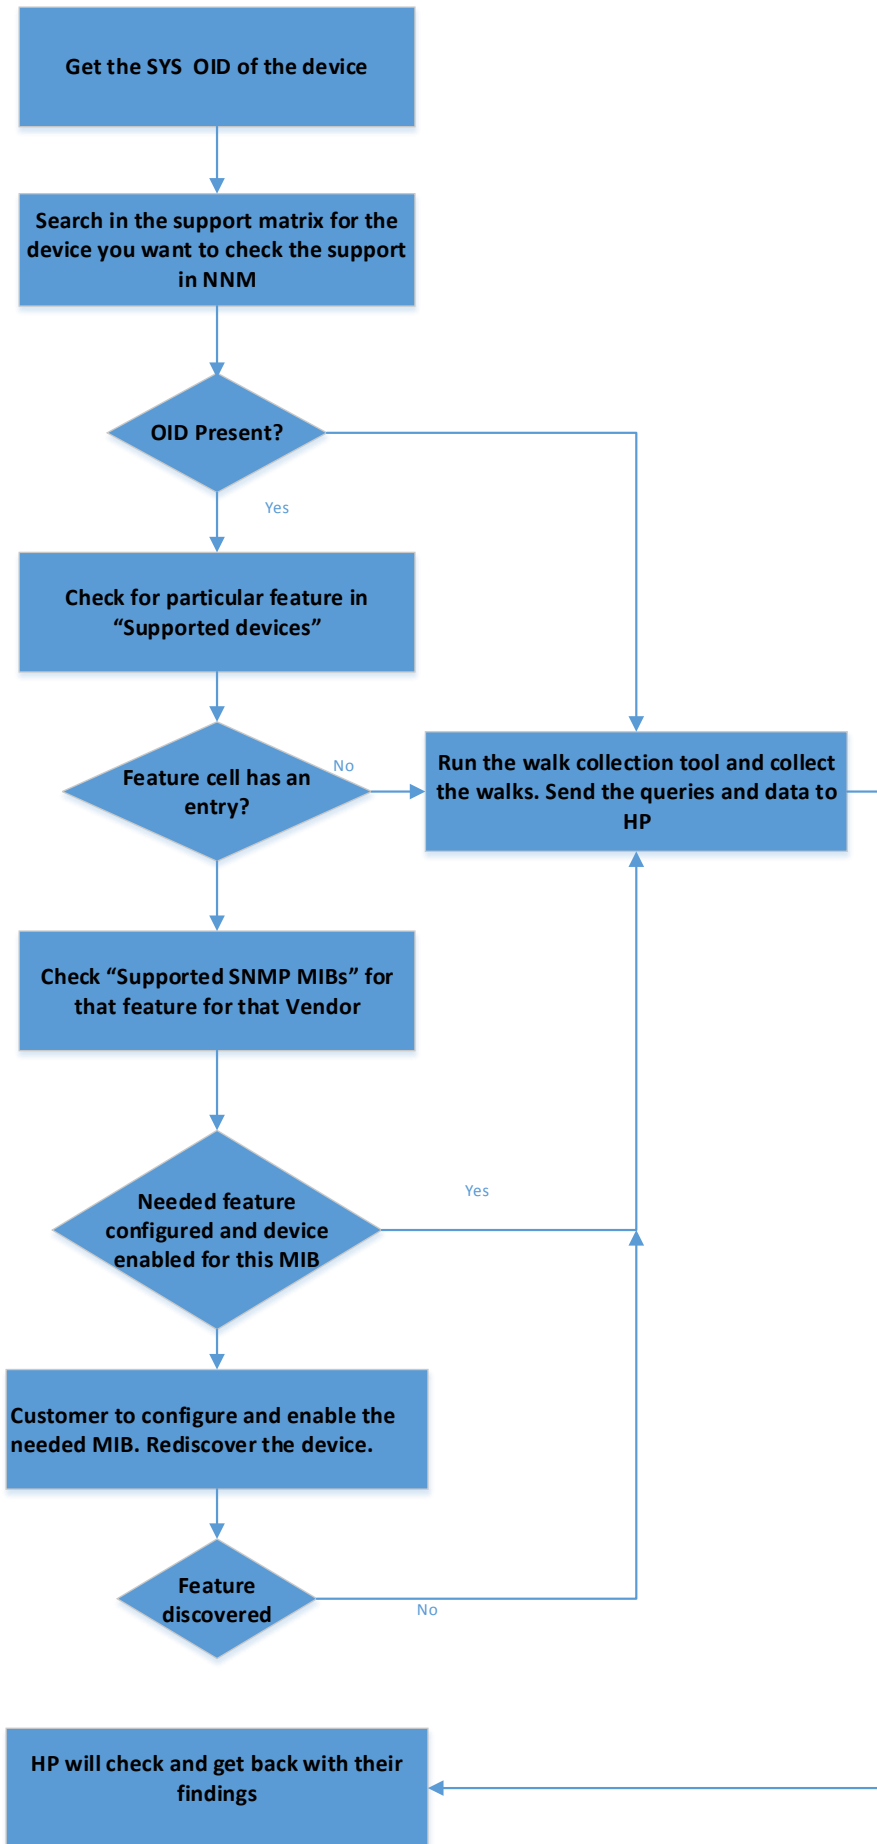 Get the SYS  OID of the device
Search in the support matrix for the
device you want to check the support
in NNM
OID Present?
Yes
Check for particular feature in
“Supported devices”
Feature cell has an
entry?
No
Run the walk collection tool and collect
the walks. Send the queries and data to
HP
Check “Supported SNMP MIBs” for
that feature for that Vendor
Needed feature
configured and device
enabled for this MIB
Yes
Customer to configure and enable the
needed MIB. Rediscover the device.
Feature
discovered
No
HP will check and get back with their
findings